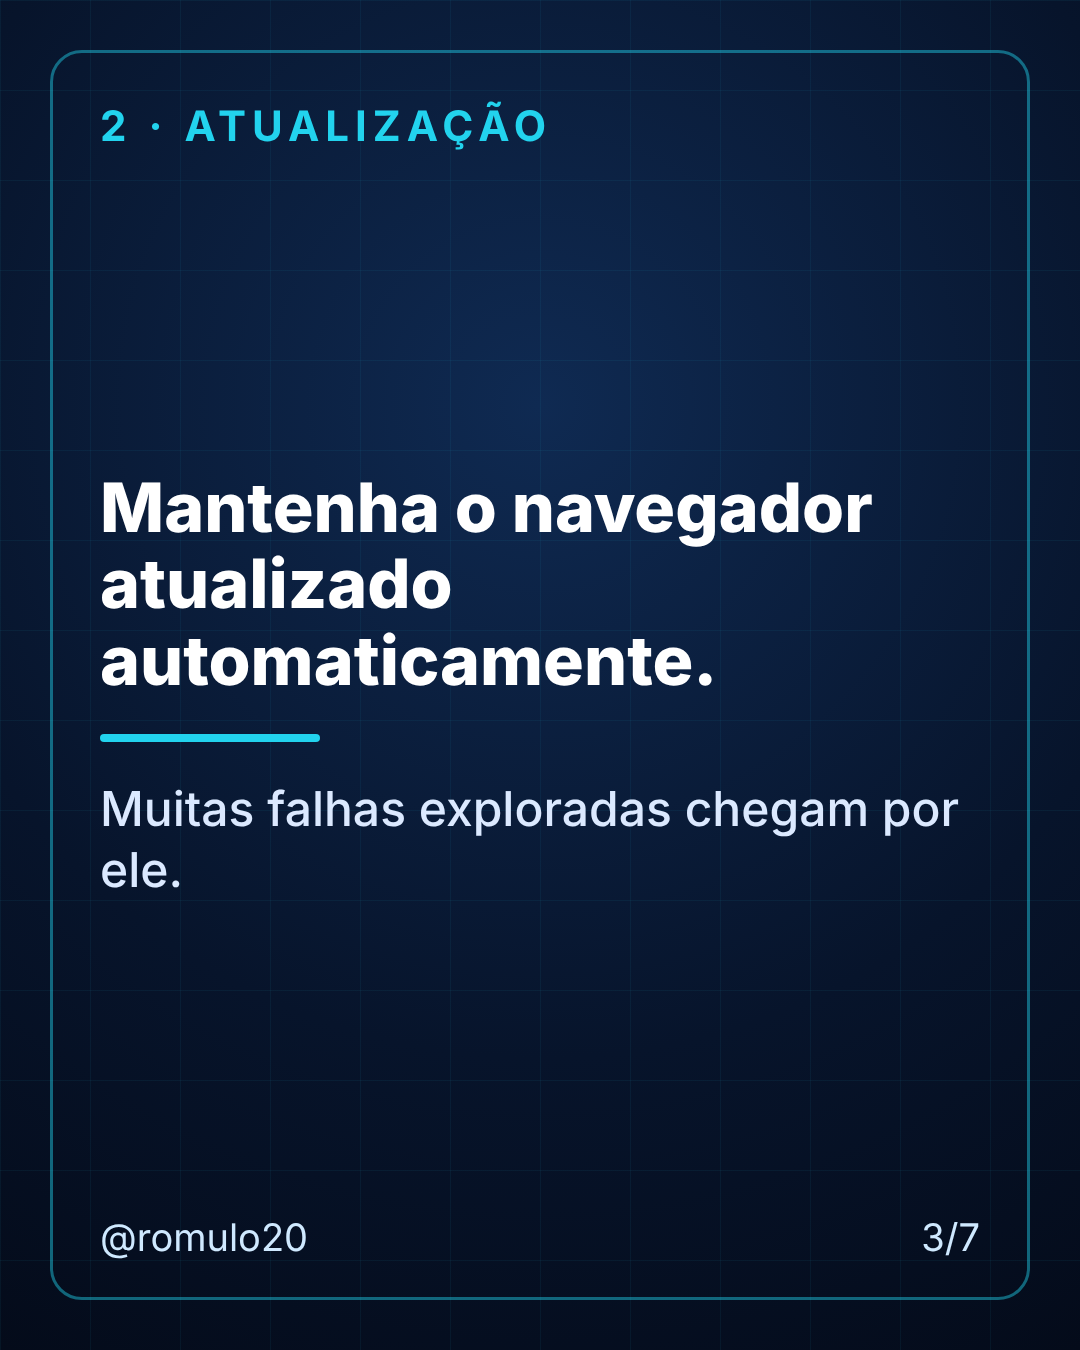 2 · ATUALIZAÇÃO
Mantenha o navegador
atualizado
automaticamente.
Muitas falhas exploradas chegam por
ele.
@romulo20
3/7